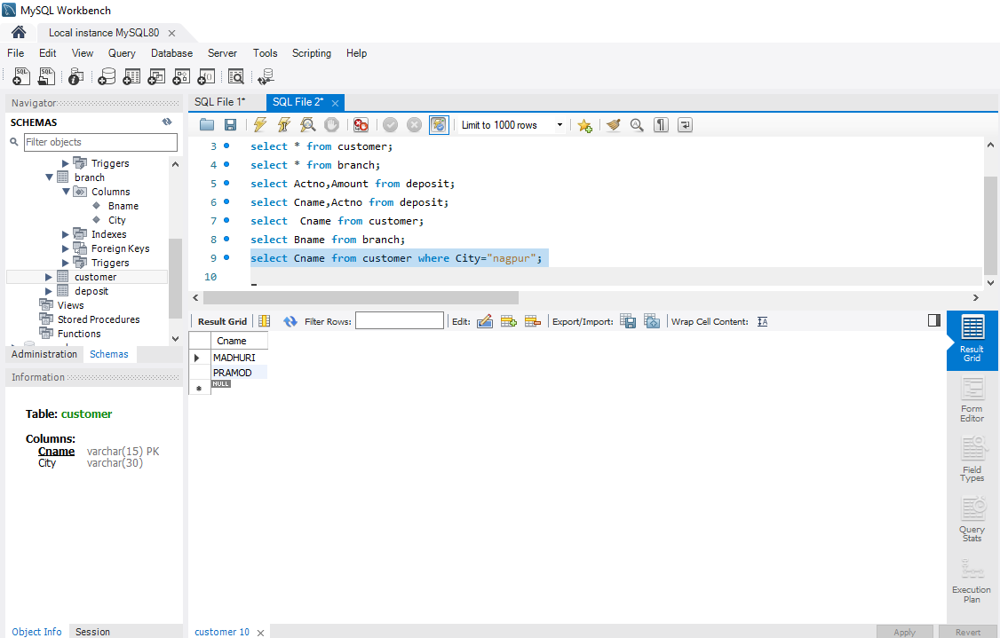 MySQL Workbench
Local instance MySQL80
File Edit View Query Database Server Tools Scripting Help
Navigator
SCHEMAS
Filter objects
Triggers
branch
Columns
Bname
City
Indexes
Foreign Keys
Triggers
customer
deposit
Views
Stored Procedures
Functions
Administration Schemas
Information
Table: customer
Columns:
Cname varchar(15) PK
City varchar(30)
Object Info Session
SQL File 1* SQL File 2*
Limit to 1000 rows
3 select * from customer;
4 select * from branch;
5 select Actno,Amount from deposit;
6 select Cname,Actno from deposit;
7 select  Cname from customer;
8 select Bname from branch;
9 select Cname from customer where City="nagpur";
10
Result Grid Filter Rows: Edit: Export/Import: Wrap Cell Content:
Cname
MADHURI
PRAMOD
NULL
Result Grid
Form Editor
Field Types
Query Stats
Execution Plan
customer 10
Apply Revert